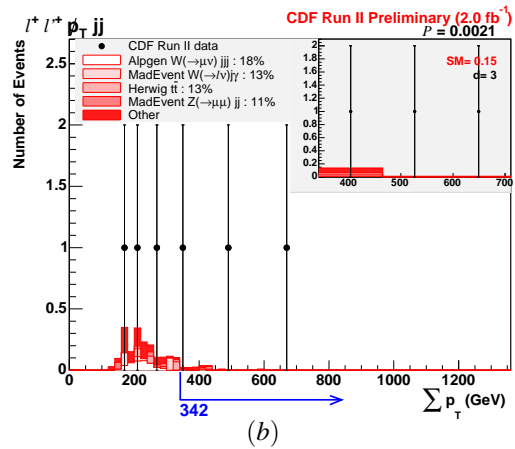 l⁺ l'⁺ p̸_T jj
CDF Run II Preliminary (2.0 fb⁻¹)
P = 0.0021
CDF Run II data
Alpgen W(→μν) jjj : 18%
MadEvent W(→lν)jγ : 13%
Herwig tt̄ : 13%
MadEvent Z(→μμ) jj : 11%
Other
SM= 0.15
d= 3
2
1.8
1.6
1.4
1.2
1
0.8
0.6
0.4
0.2
0
400 500 600 700
Number of Events
2.5
2
1.5
1
0.5
0
0 200 400 600 800 1000 1200
342
∑ p_T (GeV)
(b)